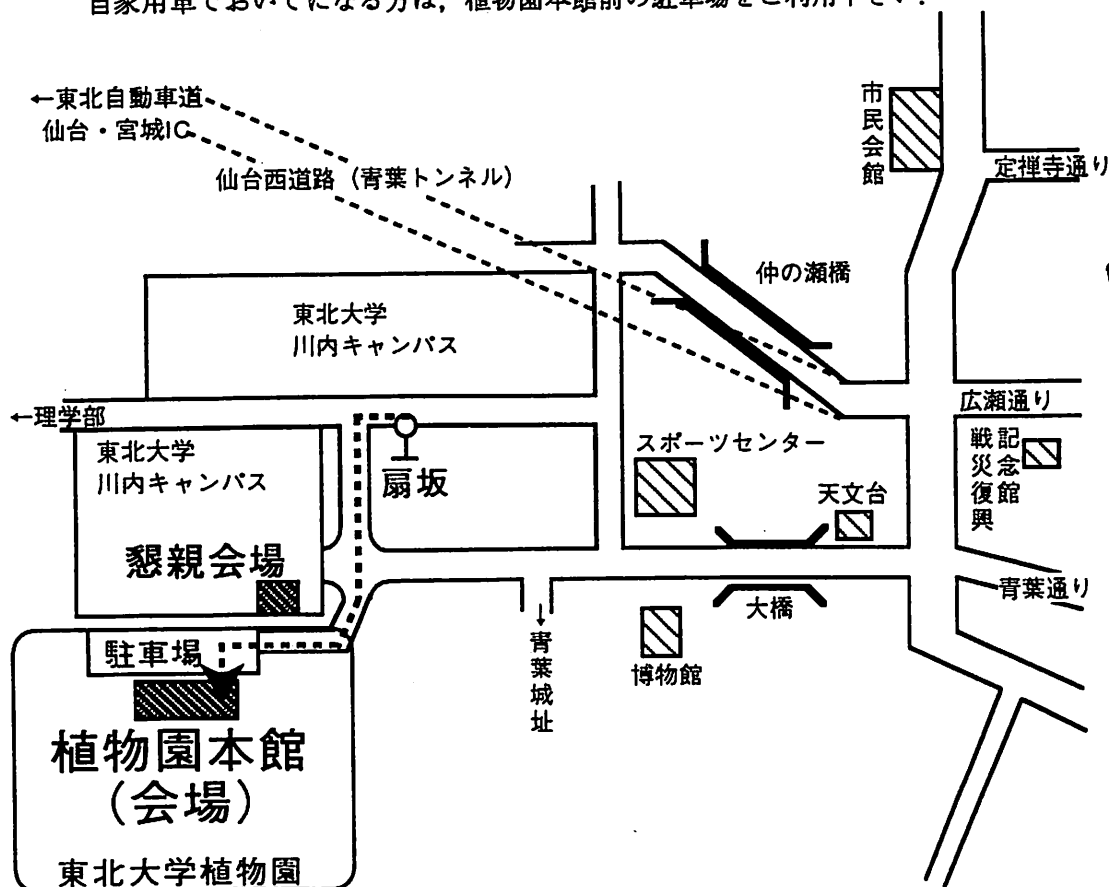 自家用車でおいでになる方は，植物園本館前の駐車場をご利用下さい．
←東北自動車道
仙台・宮城IC
仙台西道路（青葉トンネル）
市民会館
定禅寺通り
仲の瀬橋
東北大学
川内キャンパス
広瀬通り
←理学部
東北大学
川内キャンパス
扇坂
スポーツセンター
天文台
戦災復興
記念館
懇親会場
青葉通り
大橋
↓青葉城址
博物館
駐車場
植物園本館
（会場）
東北大学植物園